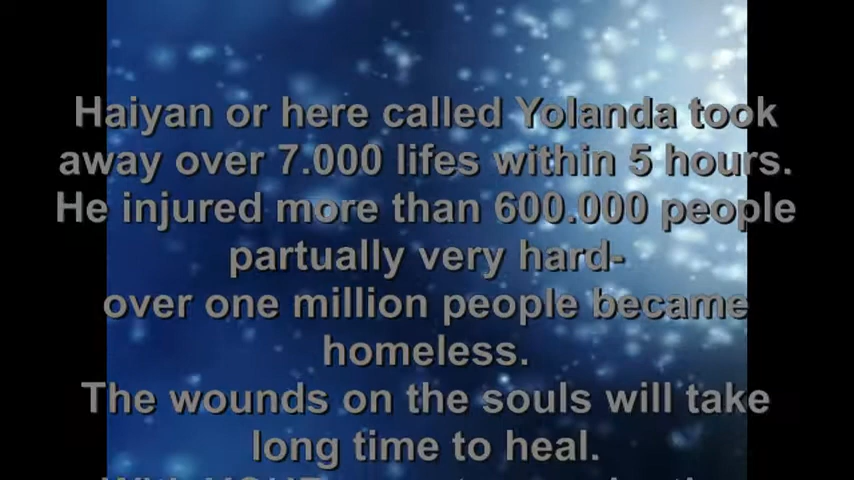 Haiyan or here called Yolanda took
away over 7.000 lifes within 5 hours.
He injured more than 600.000 people
partually very hard-
over one million people became
homeless.
The wounds on the souls will take
long time to heal.